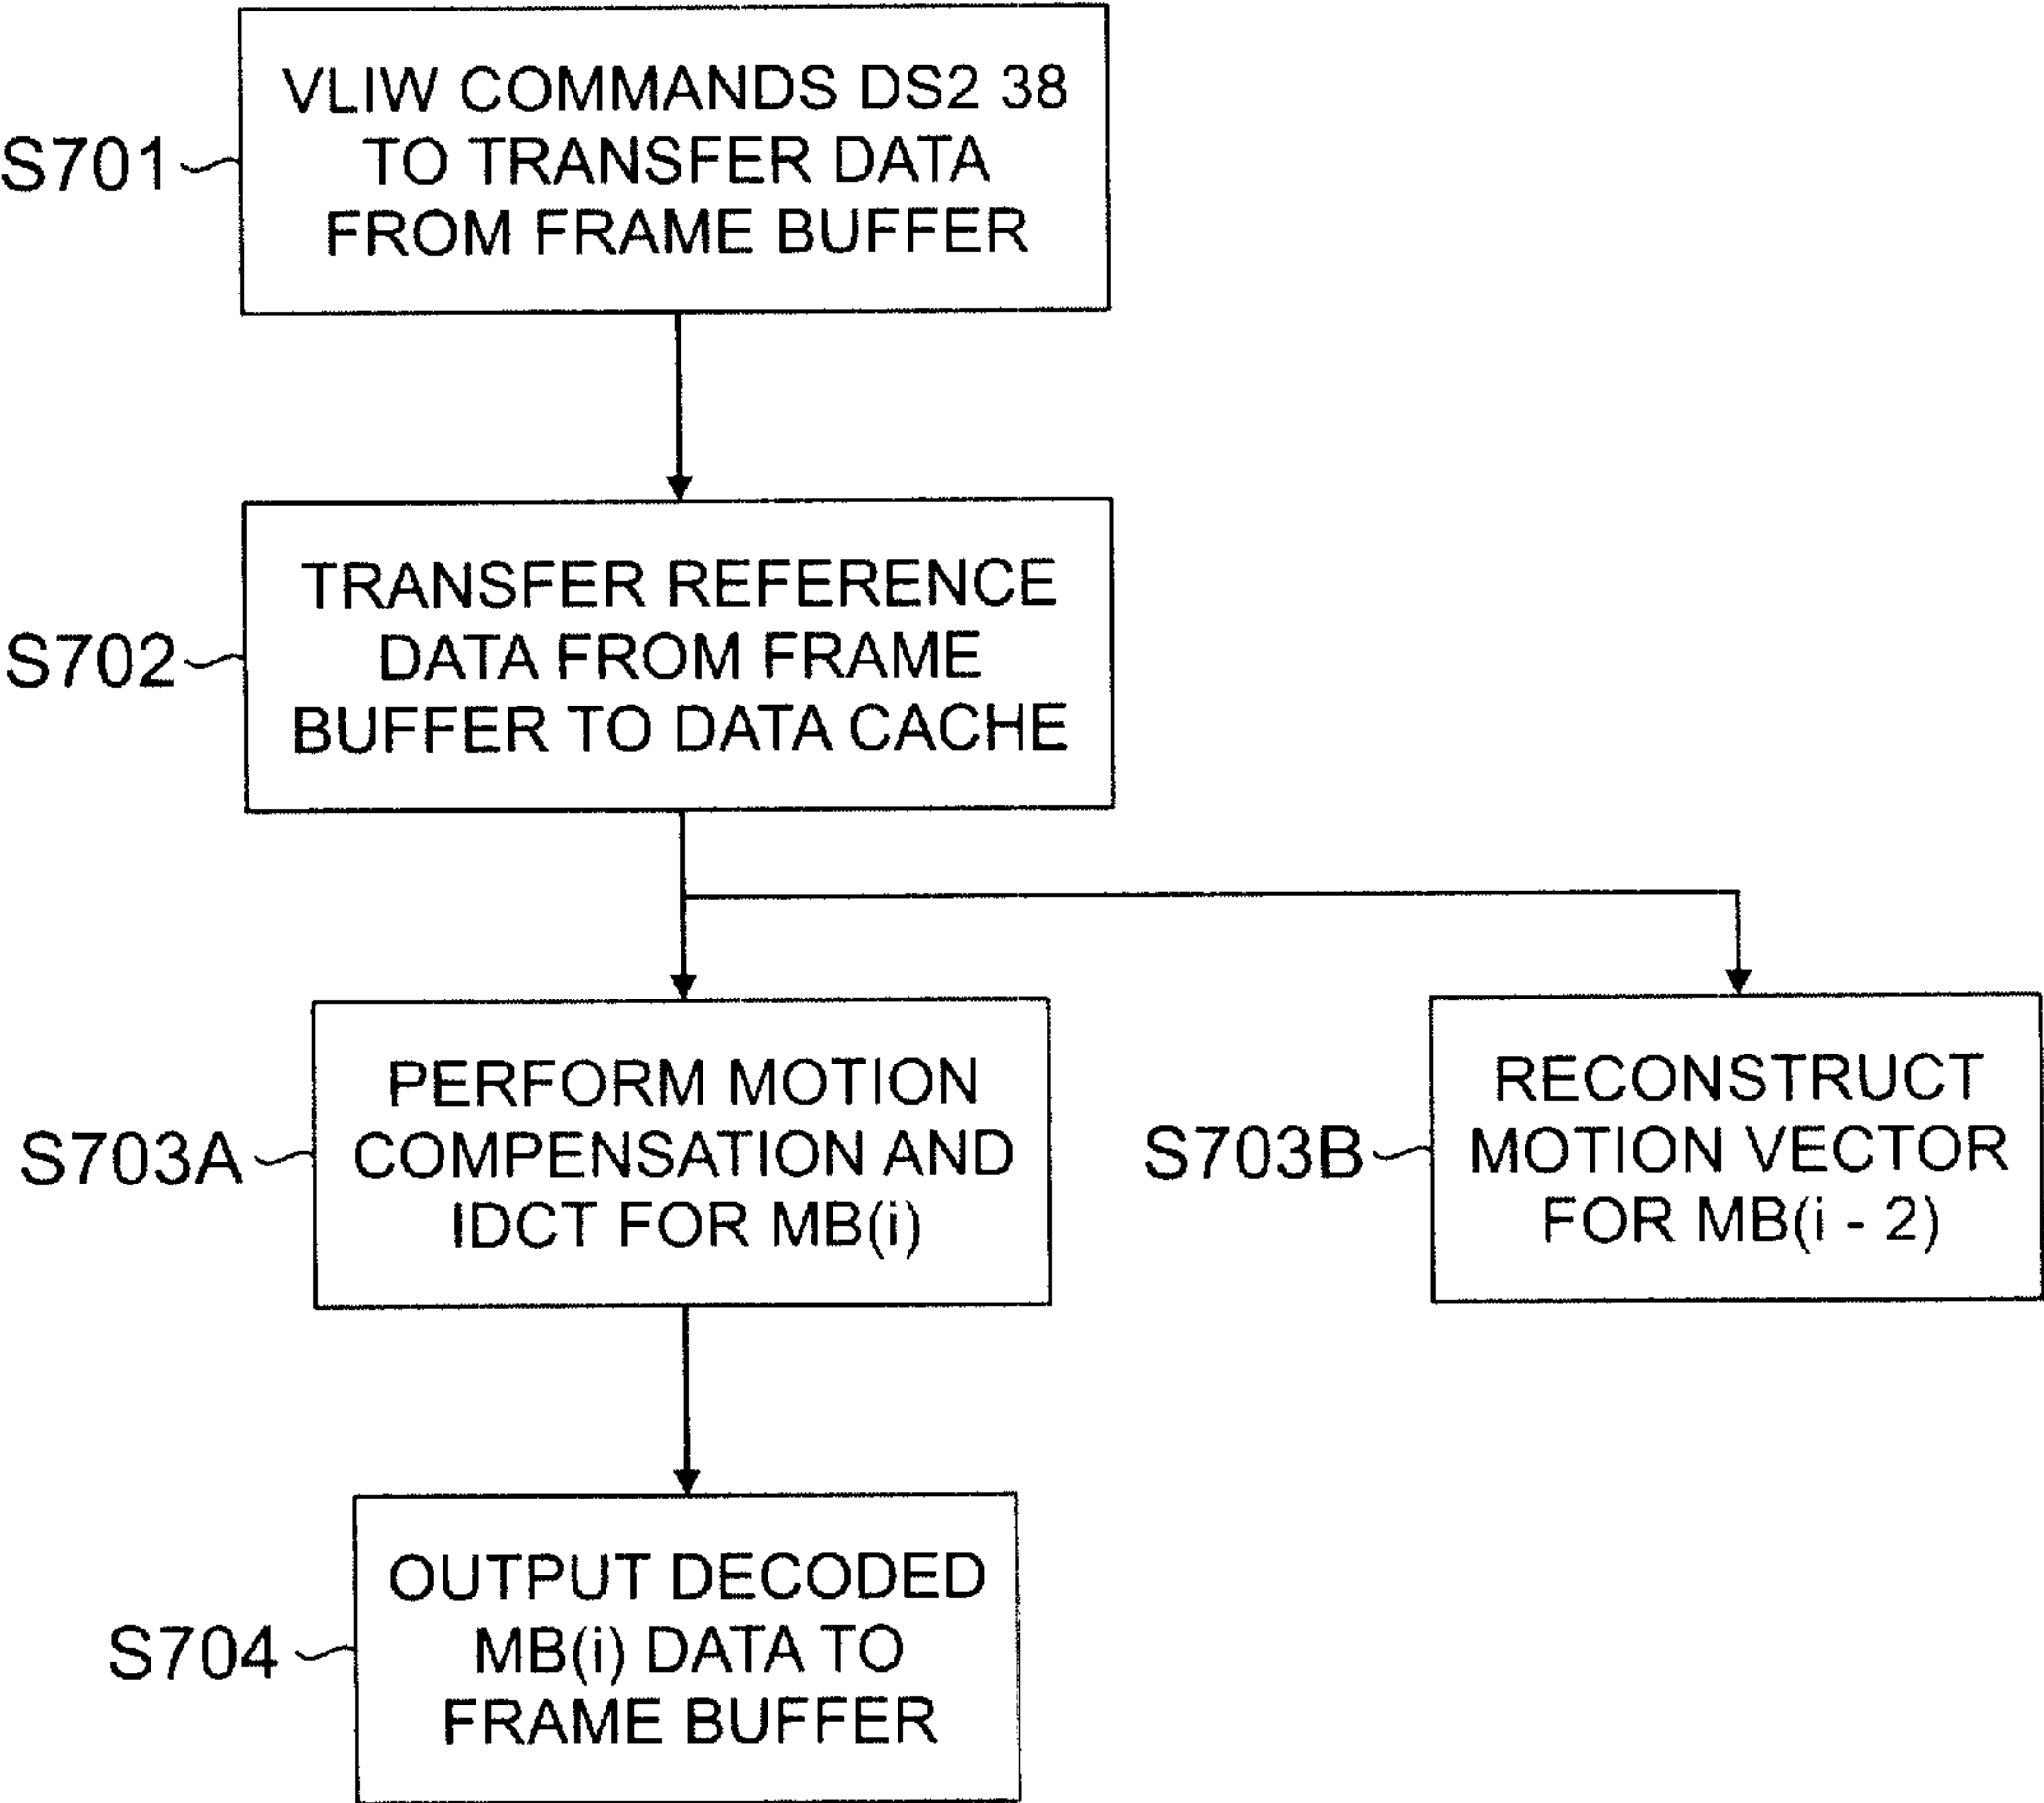 S701
VLIW COMMANDS DS2 38
TO TRANSFER DATA
FROM FRAME BUFFER
S702
TRANSFER REFERENCE
DATA FROM FRAME
BUFFER TO DATA CACHE
S703A
PERFORM MOTION
COMPENSATION AND
IDCT FOR MB(i)
S703B
RECONSTRUCT
MOTION VECTOR
FOR MB(i - 2)
S704
OUTPUT DECODED
MB(i) DATA TO
FRAME BUFFER